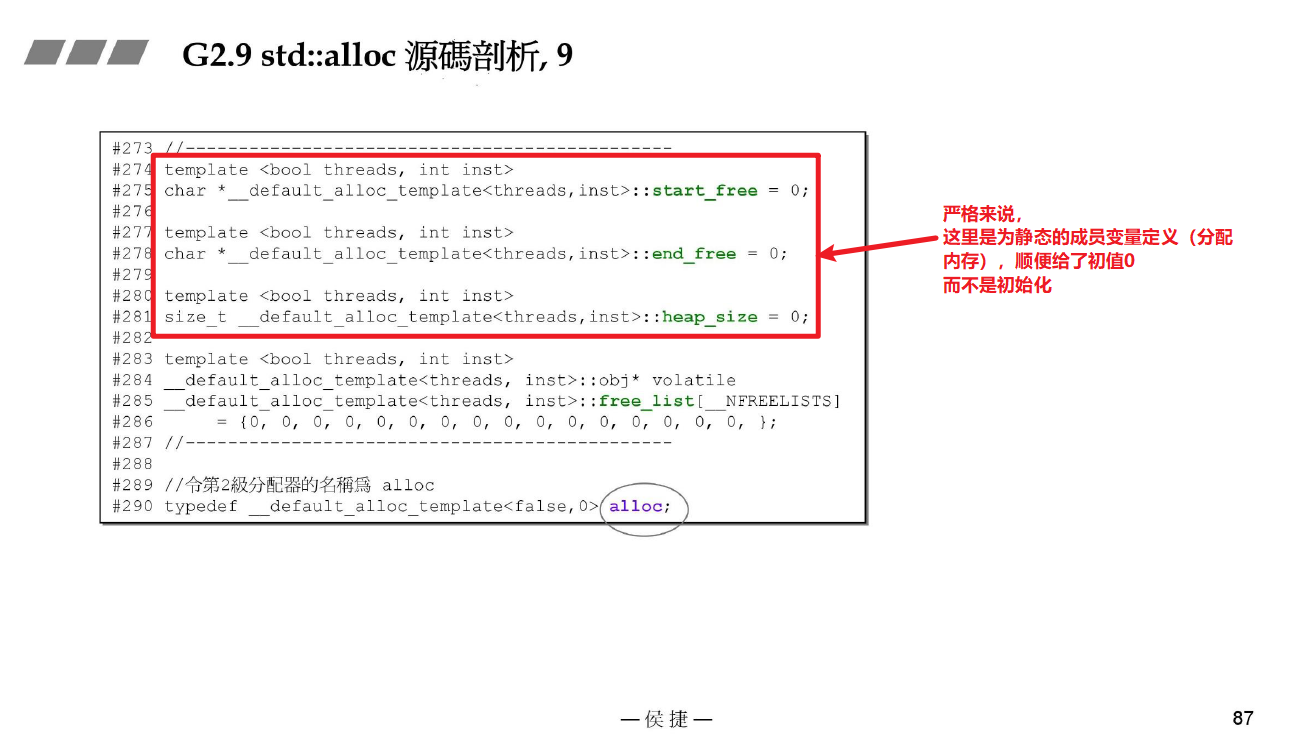 G2.9 std::alloc 源碼剖析, 9
#273 //----------------------------------------------
#274 template <bool threads, int inst>
#275 char *__default_alloc_template<threads,inst>::start_free = 0;
#276
#277 template <bool threads, int inst>
#278 char *__default_alloc_template<threads,inst>::end_free = 0;
#279
#280 template <bool threads, int inst>
#281 size_t __default_alloc_template<threads,inst>::heap_size = 0;
#282
#283 template <bool threads, int inst>
#284 __default_alloc_template<threads, inst>::obj* volatile
#285 __default_alloc_template<threads, inst>::free_list[__NFREELISTS]
#286 = {0, 0, 0, 0, 0, 0, 0, 0, 0, 0, 0, 0, 0, 0, 0, 0, };
#287 //----------------------------------------------
#288
#289 //令第2級分配器的名稱爲 alloc
#290 typedef __default_alloc_template<false,0> alloc;
严格来说，
这里是为静态的成员变量定义（分配
内存），顺便给了初值0
而不是初始化
— 侯 捷 —
87